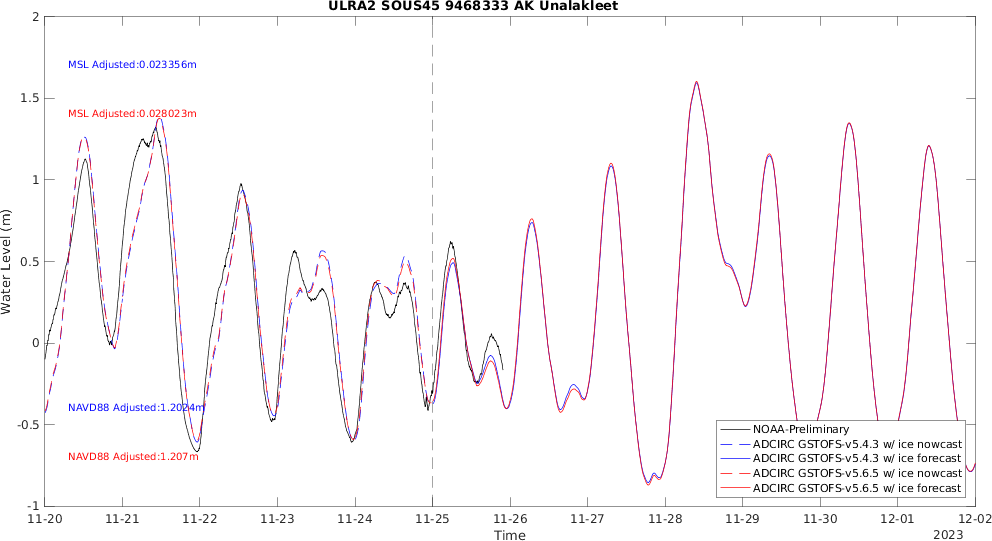 ULRA2 SOUS45 9468333 AK Unalakleet
2
1.5
1
0.5
0
-0.5
-1
Water Level (m)
MSL Adjusted:0.023356m
MSL Adjusted:0.028023m
NAVD88 Adjusted:1.2024m
NAVD88 Adjusted:1.207m
NOAA-Preliminary
ADCIRC GSTOFS-v5.4.3 w/ ice nowcast
ADCIRC GSTOFS-v5.4.3 w/ ice forecast
ADCIRC GSTOFS-v5.6.5 w/ ice nowcast
ADCIRC GSTOFS-v5.6.5 w/ ice forecast
11-20 11-21 11-22 11-23 11-24 11-25 11-26 11-27 11-28 11-29 11-30 12-01 12-02
Time
2023